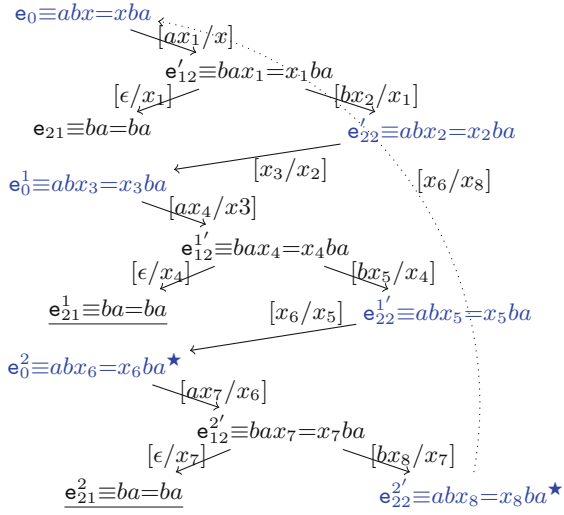 e₀≡abx=xba
[ax₁/x]
e′₁₂≡bax₁=x₁ba
[ϵ/x₁] [bx₂/x₁]
e₂₁≡ba=ba e′₂₂≡abx₂=x₂ba
[x₃/x₂] [x₆/x₈]
e¹₀≡abx₃=x₃ba
[ax₄/x3]
e¹′₁₂≡bax₄=x₄ba
[ϵ/x₄] [bx₅/x₄]
e¹₂₁≡ba=ba e¹′₂₂≡abx₅=x₅ba
[x₆/x₅]
e²₀≡abx₆=x₆ba★
[ax₇/x₆]
e²′₁₂≡bax₇=x₇ba
[ϵ/x₇] [bx₈/x₇]
e²₂₁≡ba=ba e²′₂₂≡abx₈=x₈ba★